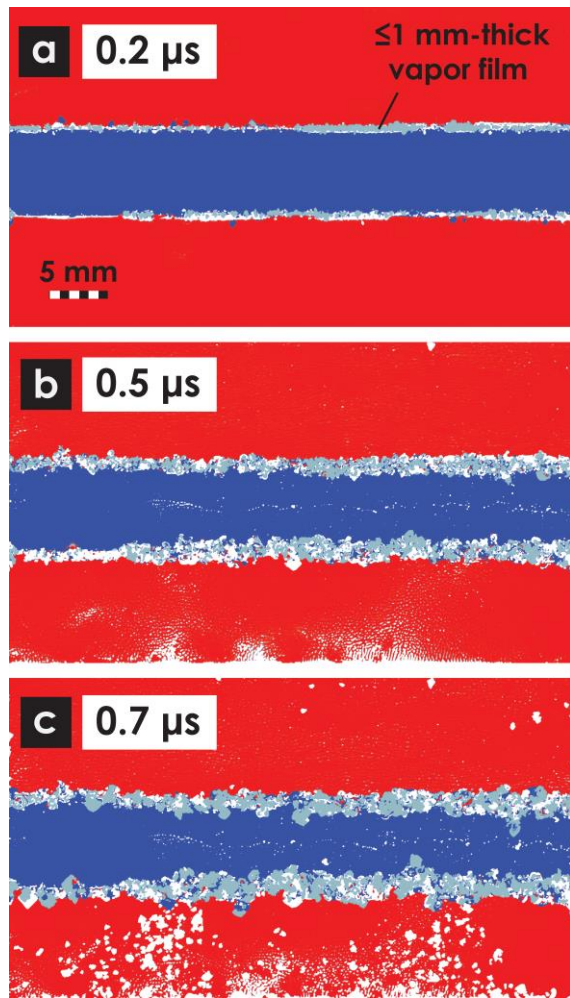 a 0.2 µs
≤1 mm-thick
vapor film
5 mm
b 0.5 µs
c 0.7 µs